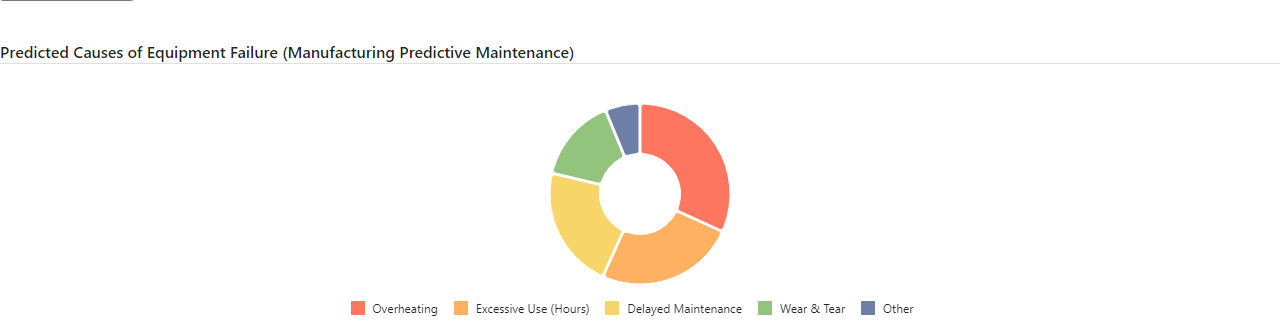 Predicted Causes of Equipment Failure (Manufacturing Predictive Maintenance)
Overheating Excessive Use (Hours) Delayed Maintenance Wear & Tear Other